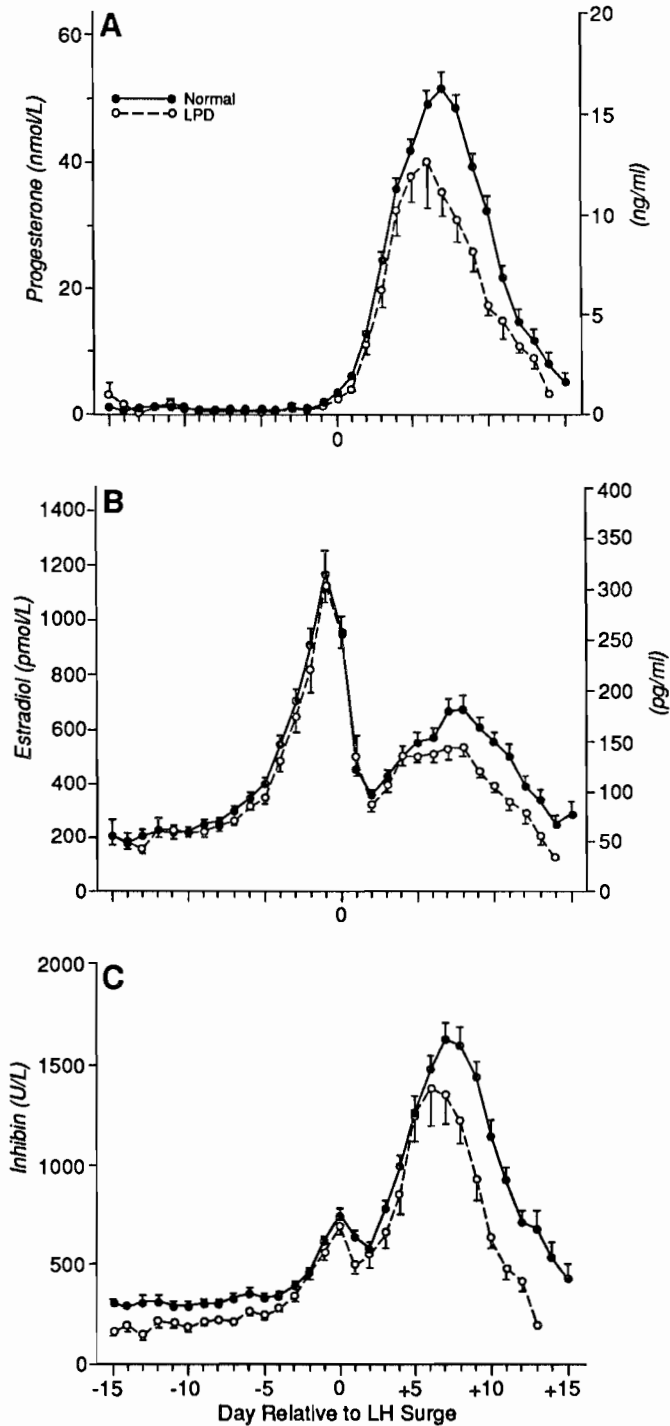 A
Progesterone (nmol/L)
60
40
20
0
Normal
LPD
20
15
10
5
0
(ng/ml)
0
B
Estradiol (pmol/L)
1400
1200
1000
800
600
400
200
0
400
350
300
250
200
150
100
50
0
(pg/ml)
0
C
Inhibin (U/L)
2000
1500
1000
500
0
-15 -10 -5 0 +5 +10 +15
Day Relative to LH Surge